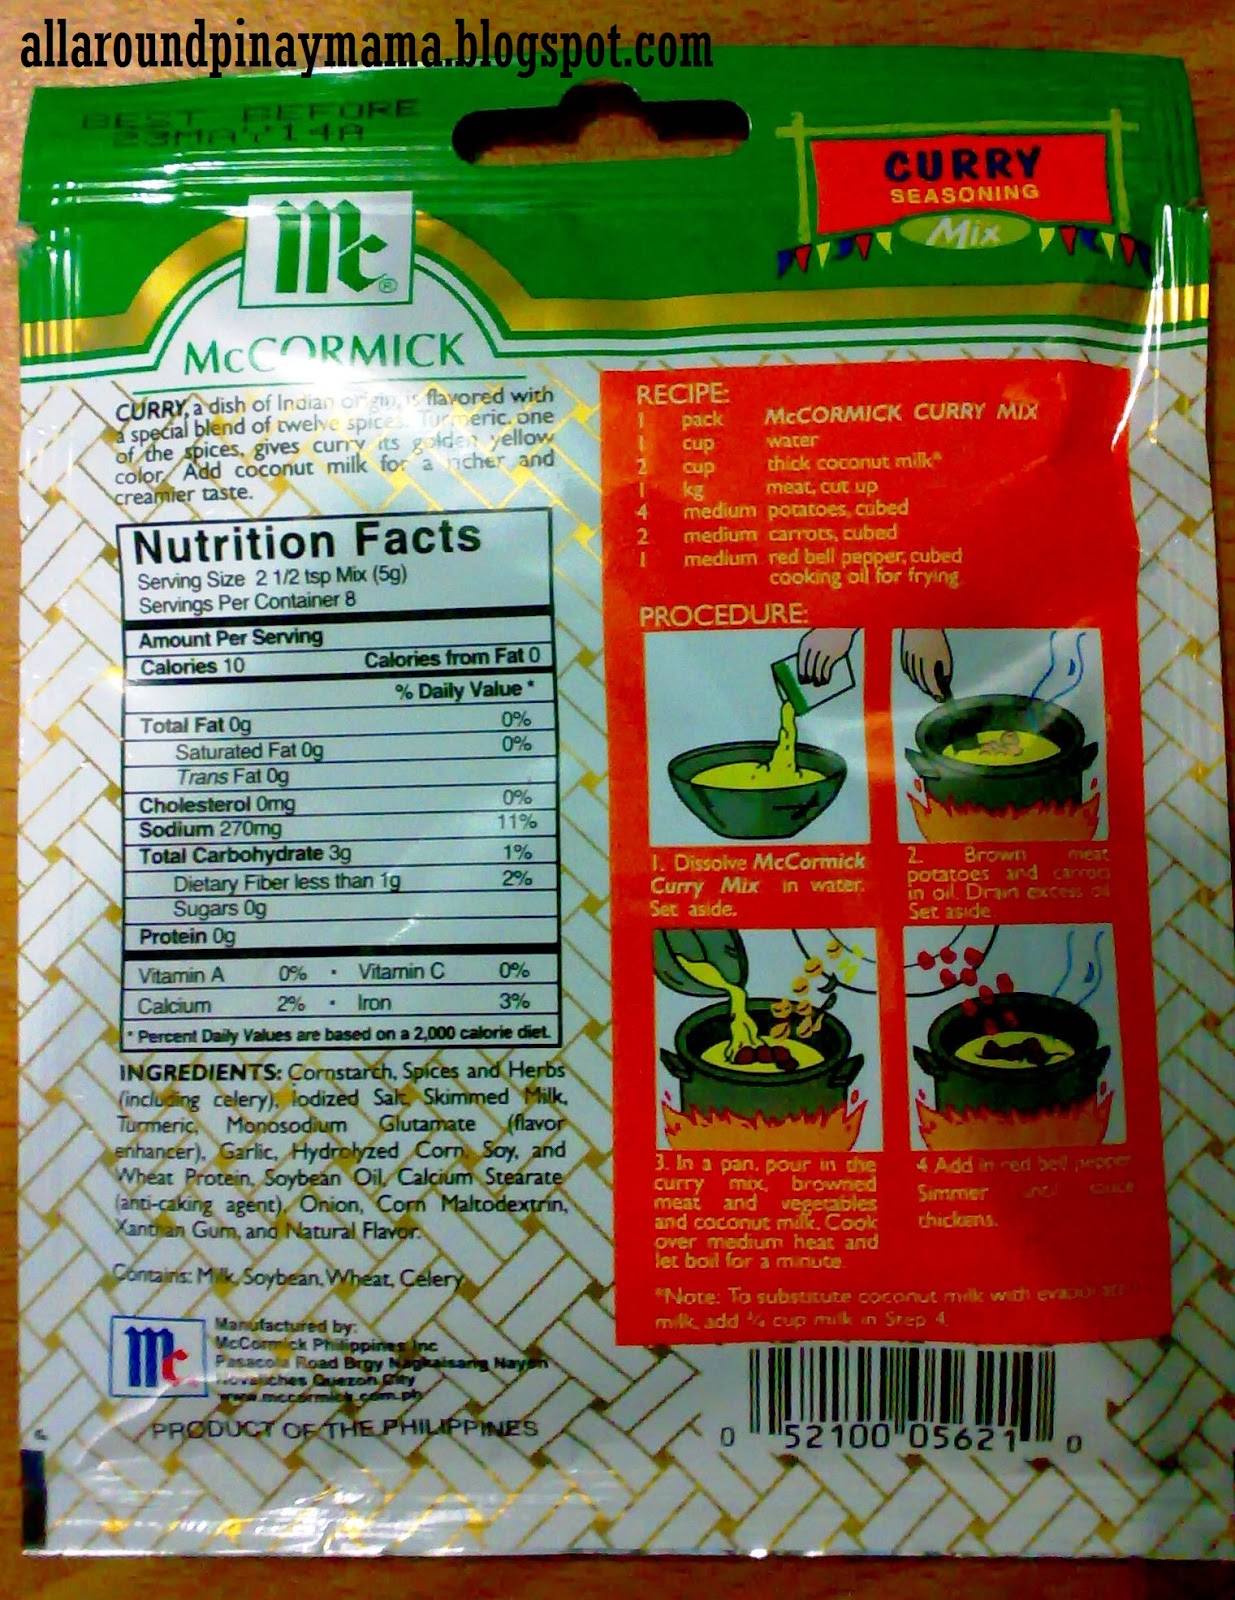 allaroundpinaymama.blogspot.com
BEST BEFORE
23MAY14A
CURRY
SEASONING
Mix
Mc®
McCORMICK
CURRY, a dish of Indian origin, is flavored with
a special blend of twelve spices. Turmeric, one
of the spices, gives curry its golden yellow
color. Add coconut milk for a richer and
creamier taste.
Nutrition Facts
Serving Size 2 1/2 tsp Mix (5g)
Servings Per Container 8
Amount Per Serving
Calories 10 Calories from Fat 0
% Daily Value *
Total Fat 0g 0%
Saturated Fat 0g 0%
Trans Fat 0g
Cholesterol 0mg 0%
Sodium 270mg 11%
Total Carbohydrate 3g 1%
Dietary Fiber less than 1g 2%
Sugars 0g
Protein 0g
Vitamin A 0% • Vitamin C 0%
Calcium 2% • Iron 3%
* Percent Daily Values are based on a 2,000 calorie diet.
INGREDIENTS: Cornstarch, Spices and Herbs
(including celery), Iodized Salt, Skimmed Milk,
Turmeric, Monosodium Glutamate (flavor
enhancer), Garlic, Hydrolyzed Corn, Soy, and
Wheat Protein, Soybean Oil, Calcium Stearate
(anti-caking agent), Onion, Corn Maltodextrin,
Xanthan Gum, and Natural Flavor.
Contains: Milk, Soybean, Wheat, Celery
Mc
Manufactured by:
McCormick Philippines Inc
Pasacola Road Brgy Nagkaisang Nayon
Novaliches Quezon City
www.mccormick.com.ph
PRODUCT OF THE PHILIPPINES
RECIPE:
1 pack McCORMICK CURRY MIX
1 cup water
2 cup thick coconut milk*
1 kg meat, cut up
4 medium potatoes, cubed
2 medium carrots, cubed
1 medium red bell pepper, cubed
cooking oil for frying
PROCEDURE:
1. Dissolve McCormick
Curry Mix in water.
Set aside.
2. Brown meat
potatoes and carrots
in oil. Drain excess oil
Set aside
3. In a pan, pour in the
curry mix, browned
meat and vegetables
and coconut milk. Cook
over medium heat and
let boil for a minute.
4. Add in red bell pepper
Simmer until sauce
thickens.
*Note: To substitute coconut milk with
milk, add ¼ cup milk in Step 4.
0 52100 05621 0